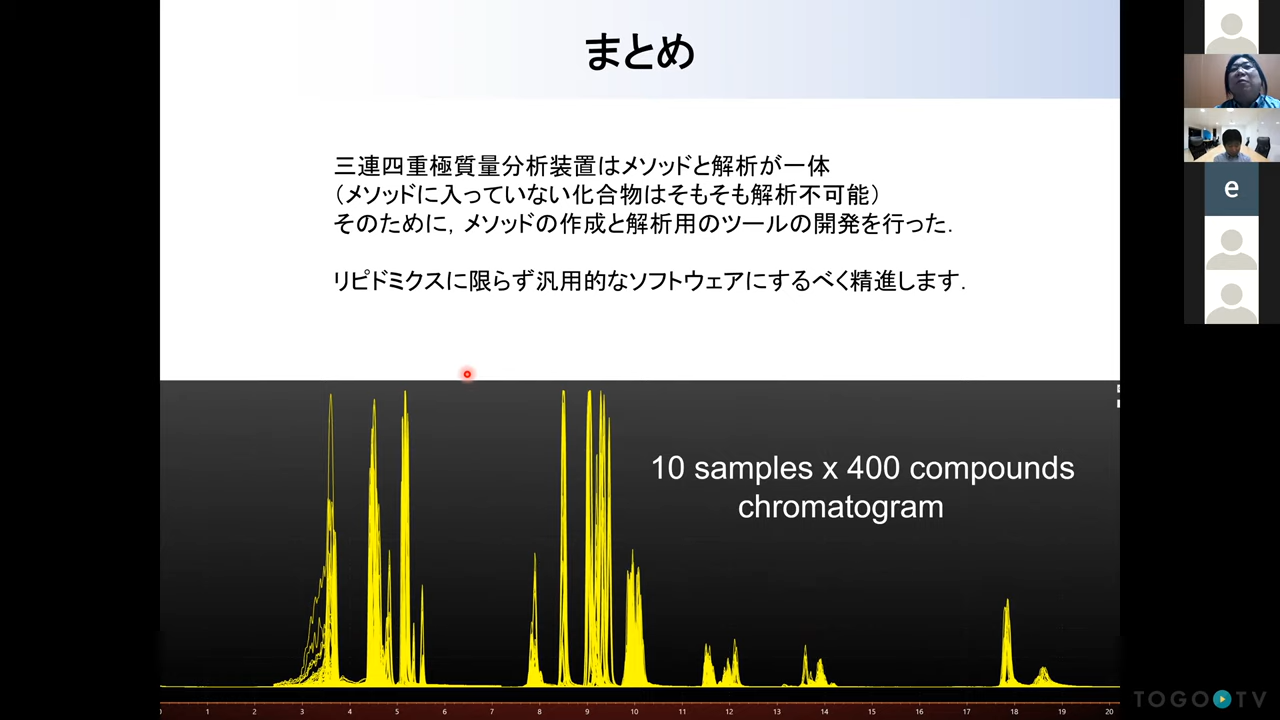 まとめ
三連四重極質量分析装置はメソッドと解析が一体
(メソッドに入っていない化合物はそもそも解析不可能)
そのために, メソッドの作成と解析用のツールの開発を行った.
リピドミクスに限らず汎用的なソフトウェアにするべく精進します.
10 samples x 400 compounds
chromatogram
1 2 3 4 5 6 7 8 9 10 11 12 13 14 15 16 17 18 19 20
e
TOGO TV